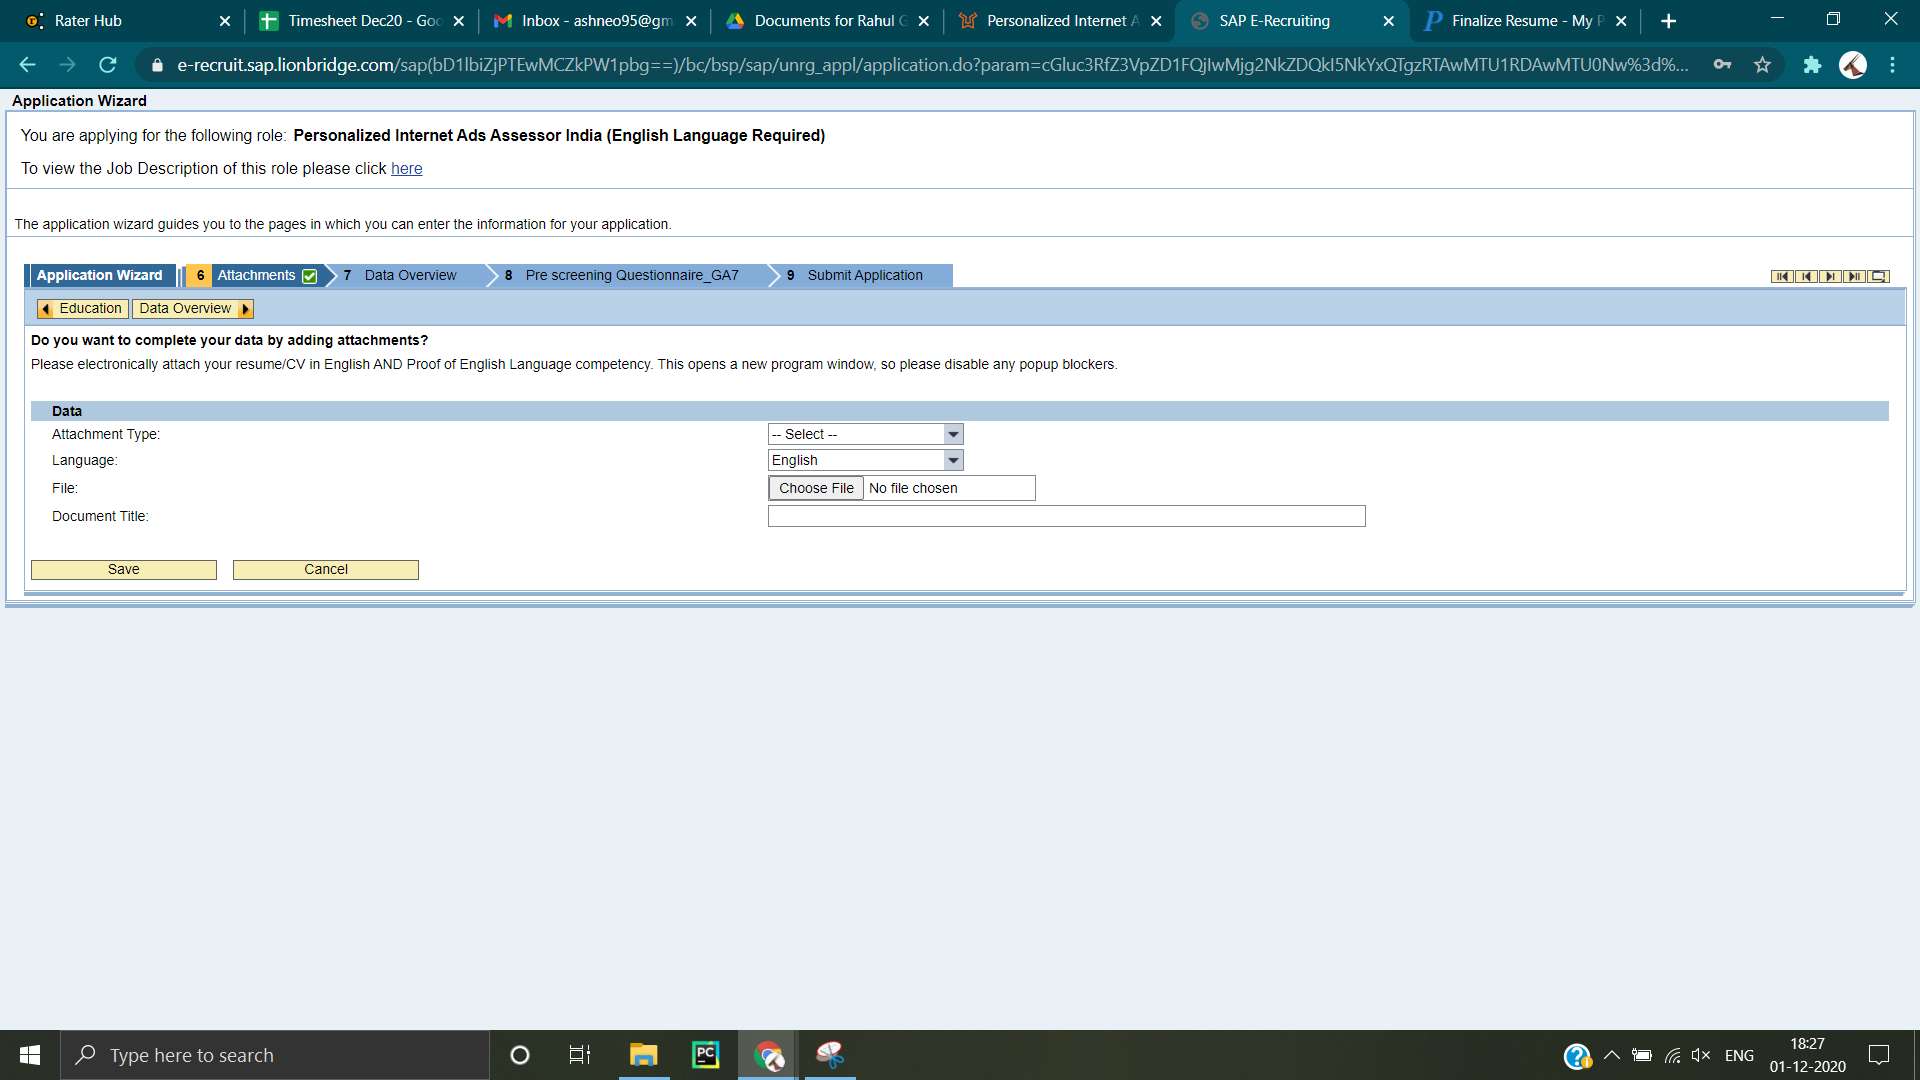 Rater Hub
Timesheet Dec20 - Goo
Inbox - ashneo95@gm
Documents for Rahul G
Personalized Internet A
SAP E-Recruiting
Finalize Resume - My P
e-recruit.sap.lionbridge.com/sap(bD1lbiZjPTEwMCZkPW1pbg==)/bc/bsp/sap/unrg_appl/application.do?param=cGluc3RfZ3VpZD1FQjIwMjg2NkZDQkI5NkYxQTgzRTAwMTU1RDAwMTU0Nw%3d%...
Application Wizard
You are applying for the following role: Personalized Internet Ads Assessor India (English Language Required)
To view the Job Description of this role please click here
The application wizard guides you to the pages in which you can enter the information for your application.
Application Wizard 6 Attachments 7 Data Overview 8 Pre screening Questionnaire_GA7 9 Submit Application
Education Data Overview
Do you want to complete your data by adding attachments?
Please electronically attach your resume/CV in English AND Proof of English Language competency. This opens a new program window, so please disable any popup blockers.
Data
Attachment Type: -- Select --
Language: English
File: Choose File No file chosen
Document Title:
Save Cancel
Type here to search
PC
ENG
18:27
01-12-2020